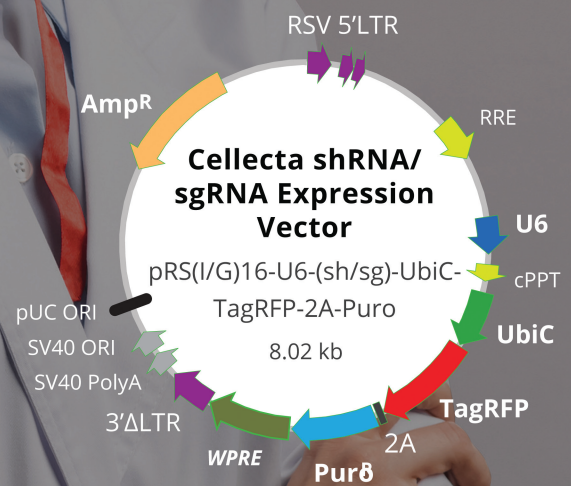 RSV 5'LTR
AmpR
RRE
Cellecta shRNA/
sgRNA Expression
Vector
U6
pRS(I/G)16-U6-(sh/sg)-UbiC-
TagRFP-2A-Puro
cPPT
pUC ORI
UbiC
SV40 ORI
8.02 kb
SV40 PolyA
TagRFP
3'ΔLTR
2A
WPRE
PuroR